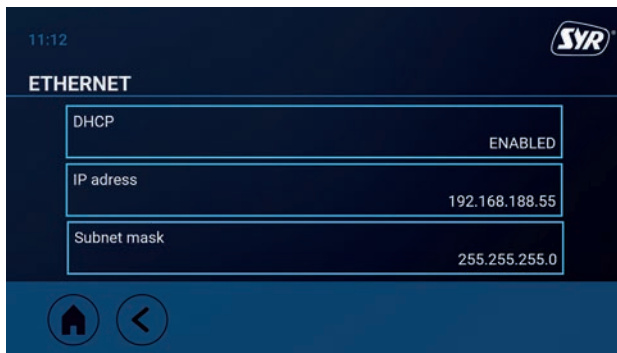 11:12
SYR
ETHERNET
DHCP
ENABLED
IP adress
192.168.188.55
Subnet mask
255.255.255.0